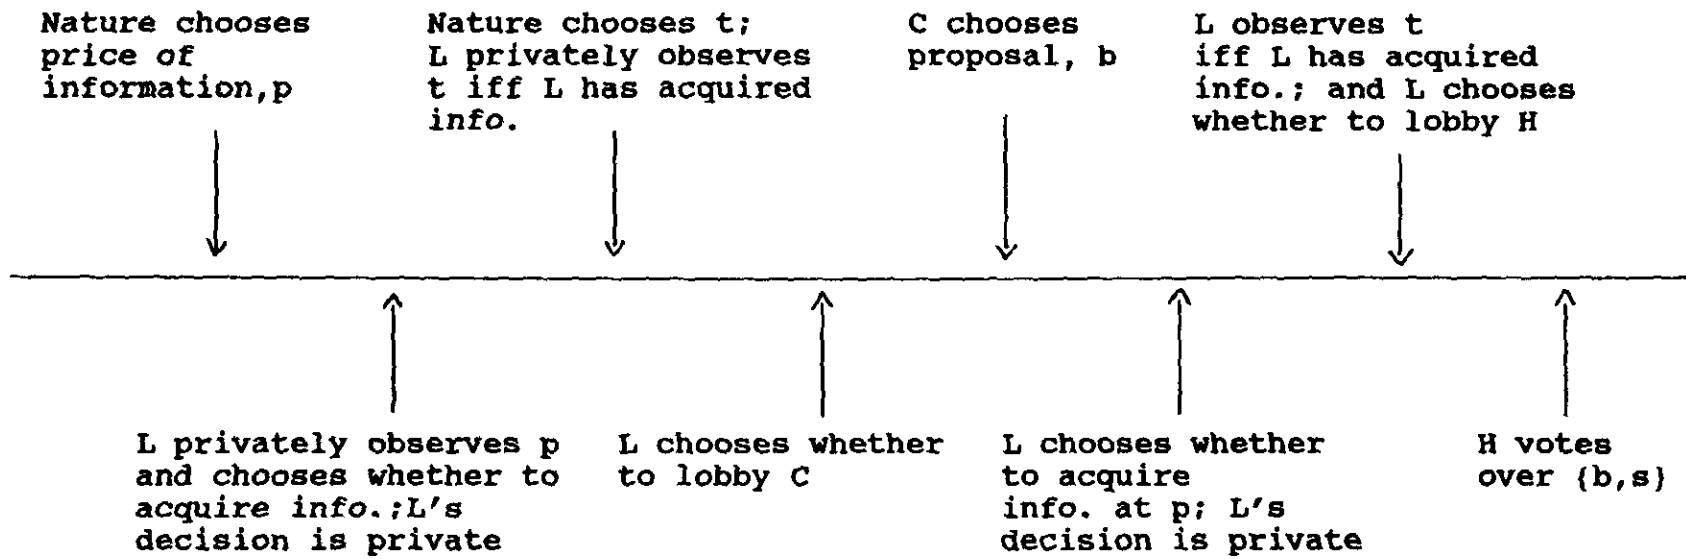 Nature chooses
price of
information,p
Nature chooses t;
L privately observes
t iff L has acquired
info.
C chooses
proposal, b
L observes t
iff L has acquired
info.; and L chooses
whether to lobby H
L privately observes p
and chooses whether to
acquire info.;L's
decision is private
L chooses whether
to lobby C
L chooses whether
to acquire
info. at p; L's
decision is private
H votes
over {b,s}